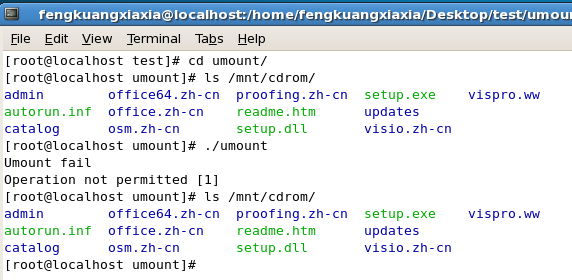 fengkuangxiaxia@localhost:/home/fengkuangxiaxia/Desktop/test/umoun
File Edit View Terminal Tabs Help
[root@localhost test]# cd umount/
[root@localhost umount]# ls /mnt/cdrom/
admin office64.zh-cn proofing.zh-cn setup.exe vispro.ww
autorun.inf office.zh-cn readme.htm updates
catalog osm.zh-cn setup.dll visio.zh-cn
[root@localhost umount]# ./umount
Umount fail
Operation not permitted [1]
[root@localhost umount]# ls /mnt/cdrom/
admin office64.zh-cn proofing.zh-cn setup.exe vispro.ww
autorun.inf office.zh-cn readme.htm updates
catalog osm.zh-cn setup.dll visio.zh-cn
[root@localhost umount]#